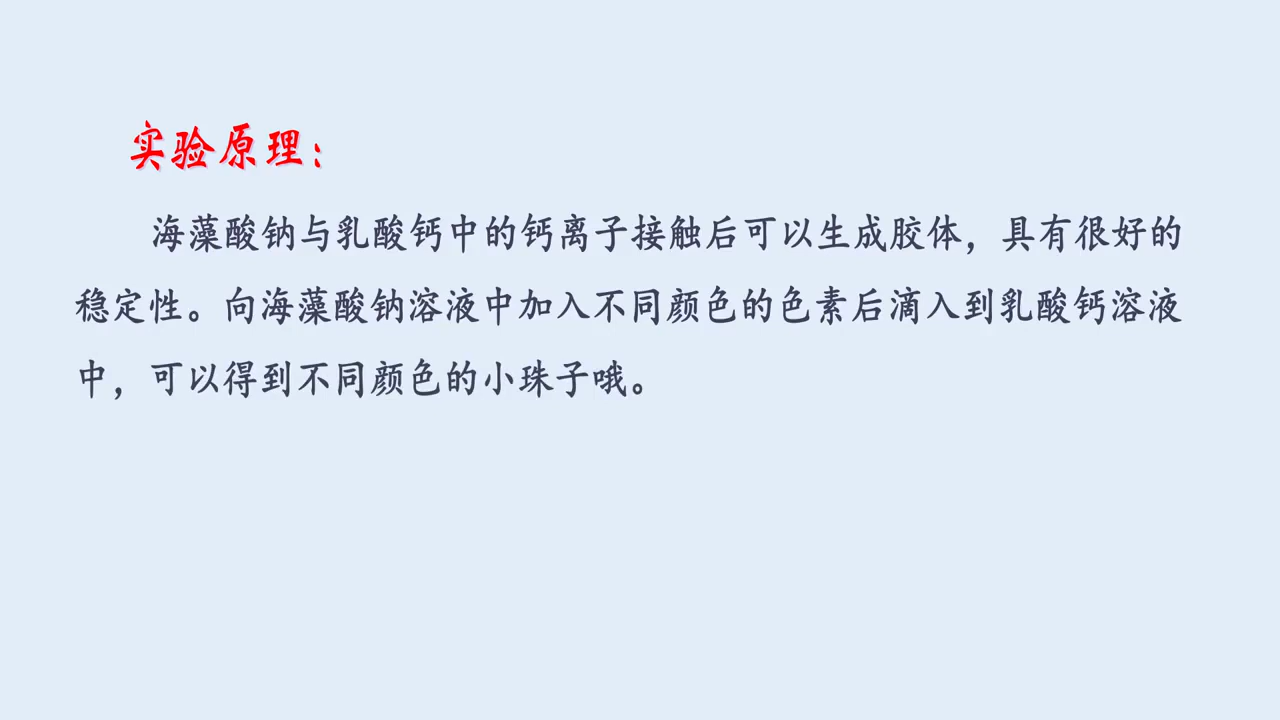 实验原理：
海藻酸钠与乳酸钙中的钙离子接触后可以生成胶体，具有很好的
稳定性。向海藻酸钠溶液中加入不同颜色的色素后滴入到乳酸钙溶液
中，可以得到不同颜色的小珠子哦。